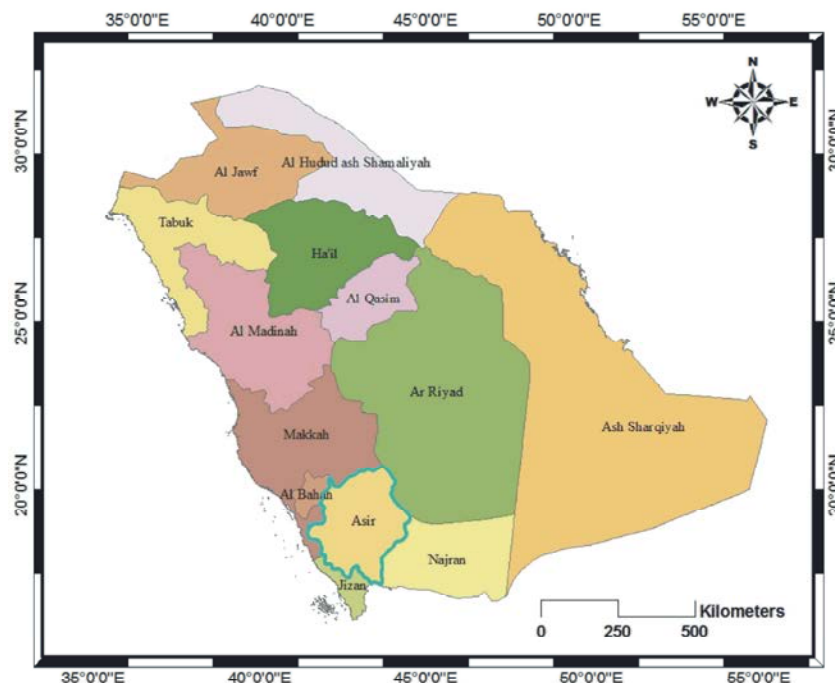 35°0'0"E 40°0'0"E 45°0'0"E 50°0'0"E 55°0'0"E
N
W E
S
30°0'0"N 30°0'0"N
Al Hudud ash Shamaliyah
Al Jawf
Tabuk
Ha'il
Al Qasim
25°0'0"N 25°0'0"N
Al Madinah
Ar Riyad
Ash Sharqiyah
Makkah
20°0'0"N 20°0'0"N
Al Bahah
Asir
Najran
Jizan
Kilometers
0 250 500
35°0'0"E 40°0'0"E 45°0'0"E 50°0'0"E 55°0'0"E